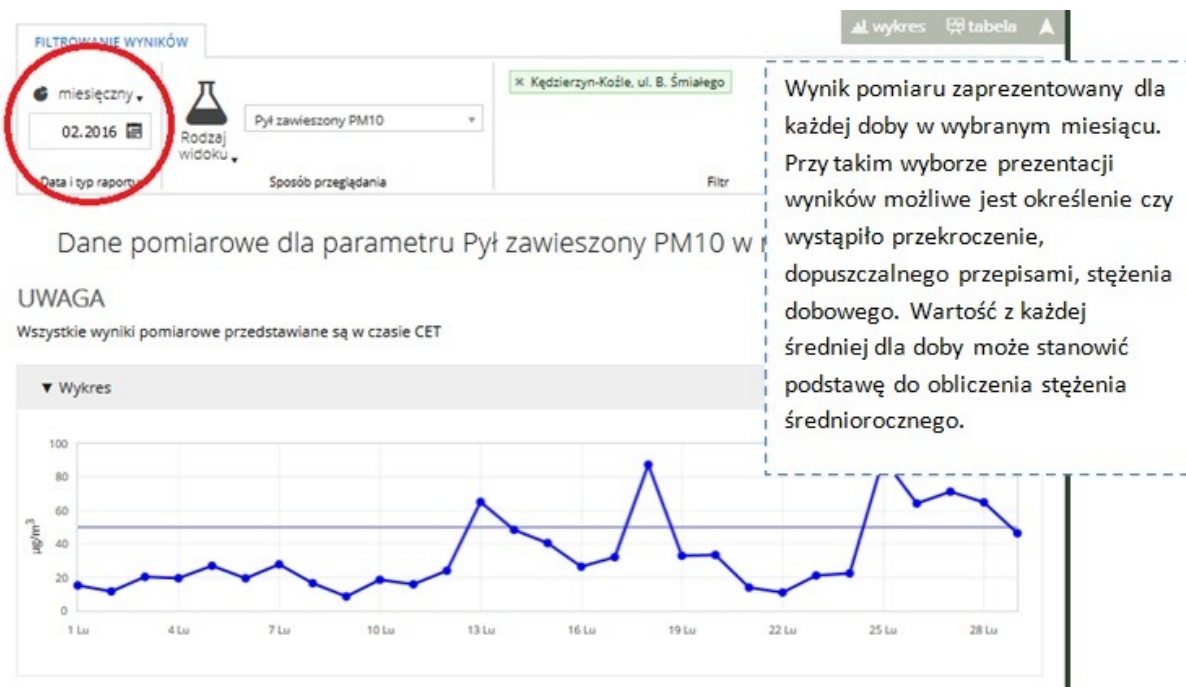 wykres tabela
FILTROWANIE WYNIKÓW
miesięczny
02.2016
Data i typ raportu
Rodzaj
widoku
Pył zawieszony PM10
Sposób przeglądania
× Kędzierzyn-Koźle, ul. B. Śmiałego
Filtr
Wynik pomiaru zaprezentowany dla
każdej doby w wybranym miesiącu.
Przy takim wyborze prezentacji
wyników możliwe jest określenie czy
wystąpiło przekroczenie,
dopuszczalnego przepisami, stężenia
dobowego. Wartość z każdej
średniej dla doby może stanowić
podstawę do obliczenia stężenia
średniorocznego.
Dane pomiarowe dla parametru Pył zawieszony PM10 w
UWAGA
Wszystkie wyniki pomiarowe przedstawiane są w czasie CET
▼ Wykres
µg/m³
100
80
60
40
20
0
1 Lu 4 Lu 7 Lu 10 Lu 13 Lu 16 Lu 19 Lu 22 Lu 25 Lu 28 Lu